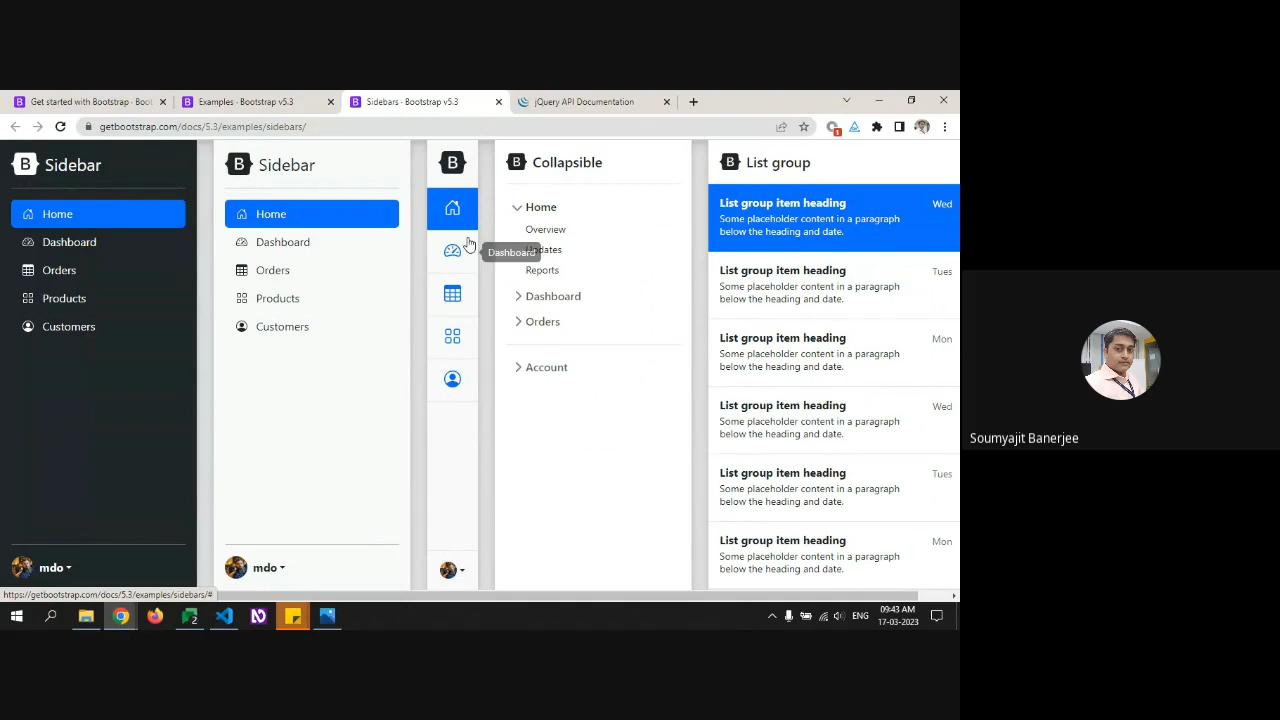 Get started with Bootstrap · Boot
Examples · Bootstrap v5.3
Sidebars · Bootstrap v5.3
jQuery API Documentation
getbootstrap.com/docs/5.3/examples/sidebars/
1
Sidebar
Home
Dashboard
Orders
Products
Customers
mdo
Sidebar
Home
Dashboard
Orders
Products
Customers
mdo
B
Dashboard
Collapsible
Home
Overview
Updates
Reports
Dashboard
Orders
Account
List group
List group item heading Wed
Some placeholder content in a paragraph
below the heading and date.
List group item heading Tues
Some placeholder content in a paragraph
below the heading and date.
List group item heading Mon
Some placeholder content in a paragraph
below the heading and date.
List group item heading Wed
Some placeholder content in a paragraph
below the heading and date.
List group item heading Tues
Some placeholder content in a paragraph
below the heading and date.
List group item heading Mon
Some placeholder content in a paragraph
below the heading and date.
https://getbootstrap.com/docs/5.3/examples/sidebars/#
ENG
09:43 AM
17-03-2023
Soumyajit Banerjee